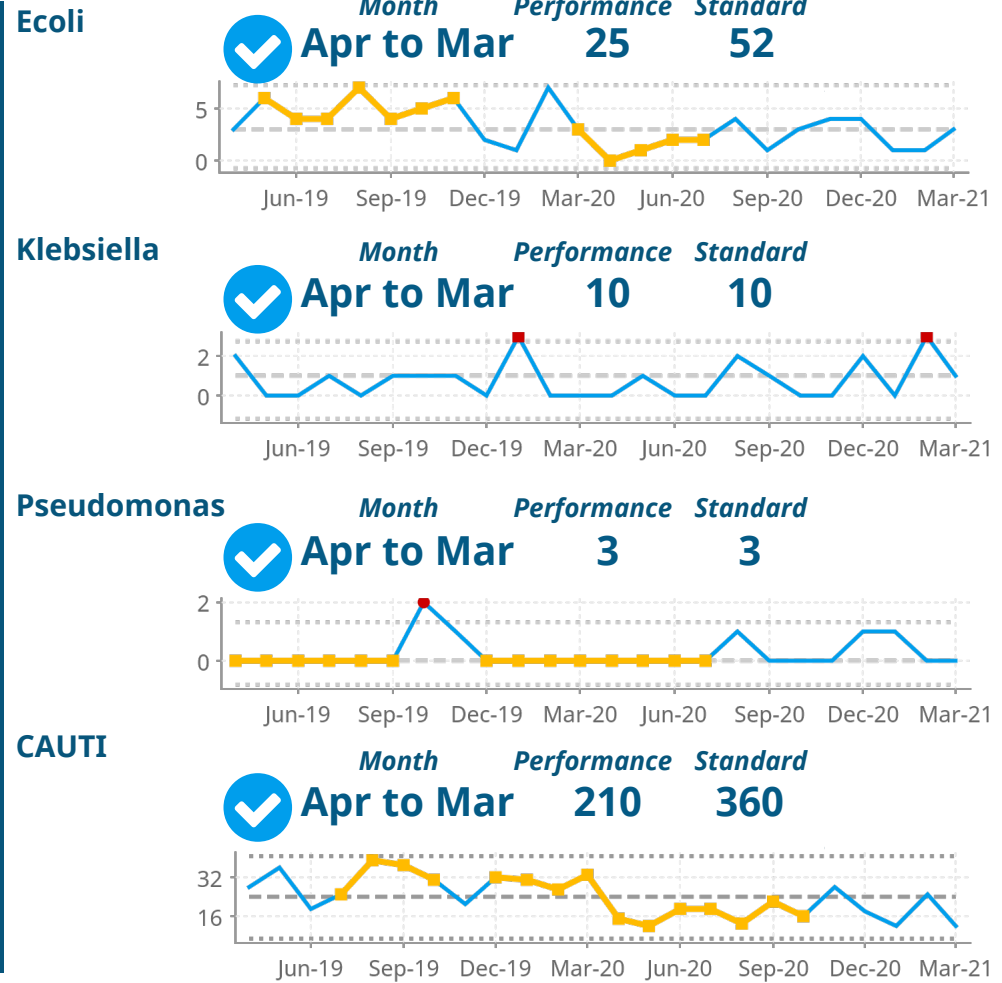 Ecoli
Month Performance Standard
Apr to Mar 25 52
5
0
Jun-19 Sep-19 Dec-19 Mar-20 Jun-20 Sep-20 Dec-20 Mar-21
Klebsiella
Month Performance Standard
Apr to Mar 10 10
2
0
Jun-19 Sep-19 Dec-19 Mar-20 Jun-20 Sep-20 Dec-20 Mar-21
Pseudomonas
Month Performance Standard
Apr to Mar 3 3
2
0
Jun-19 Sep-19 Dec-19 Mar-20 Jun-20 Sep-20 Dec-20 Mar-21
CAUTI
Month Performance Standard
Apr to Mar 210 360
32
16
Jun-19 Sep-19 Dec-19 Mar-20 Jun-20 Sep-20 Dec-20 Mar-21